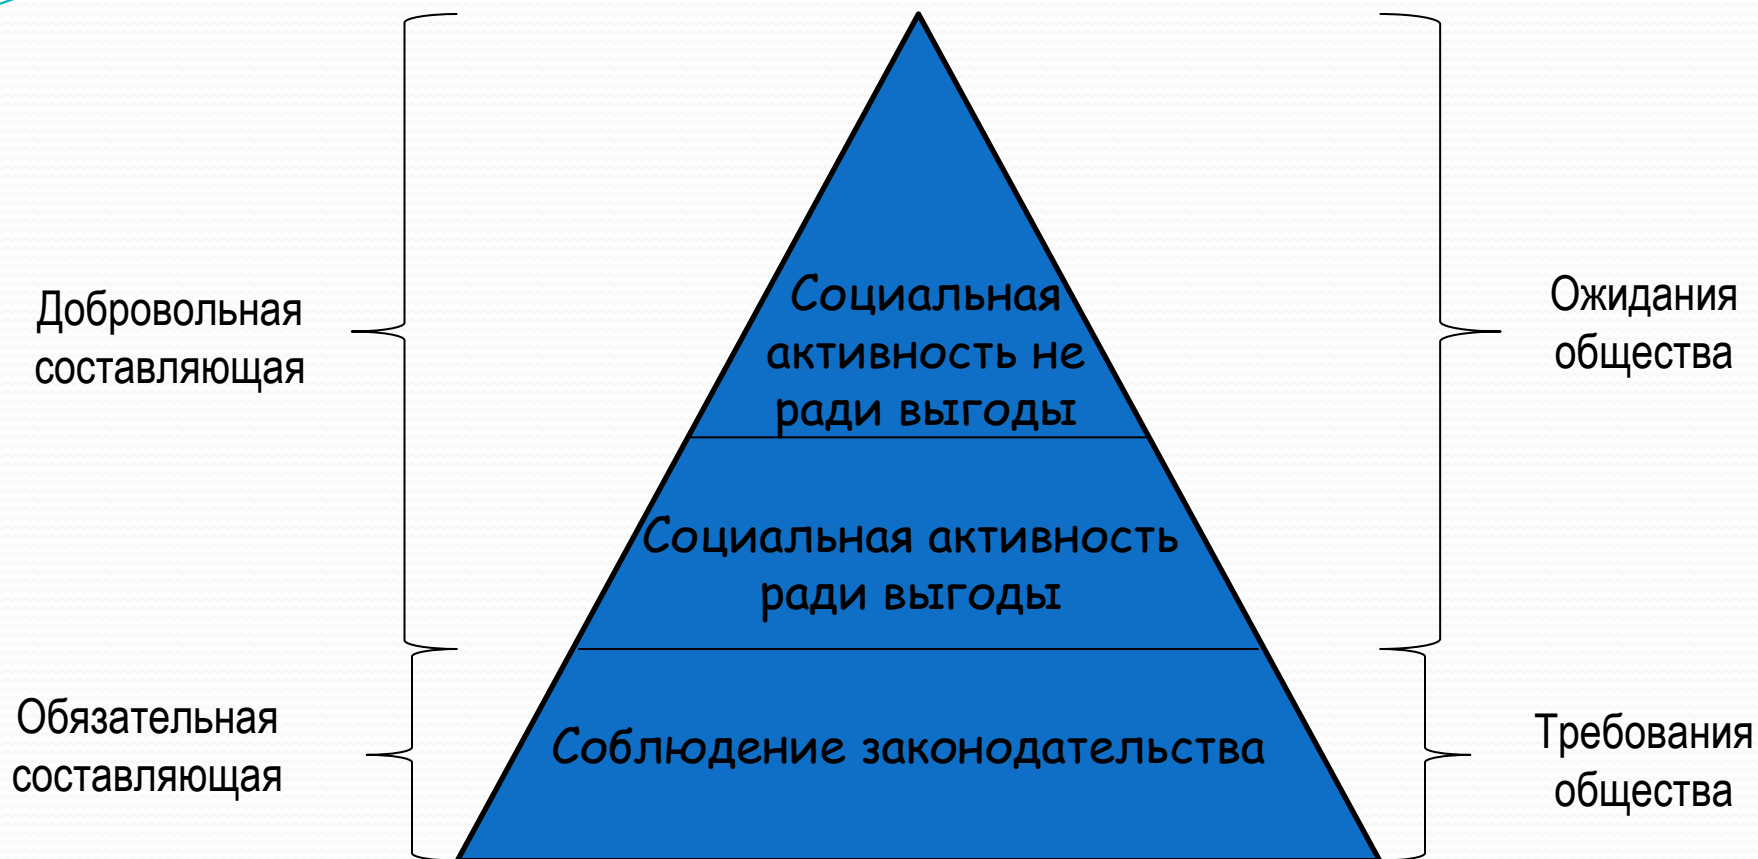 Социальная
активность не
ради выгоды
Добровольная
составляющая
Ожидания
общества
Социальная активность
ради выгоды
Обязательная
составляющая
Соблюдение законодательства
Требования
общества